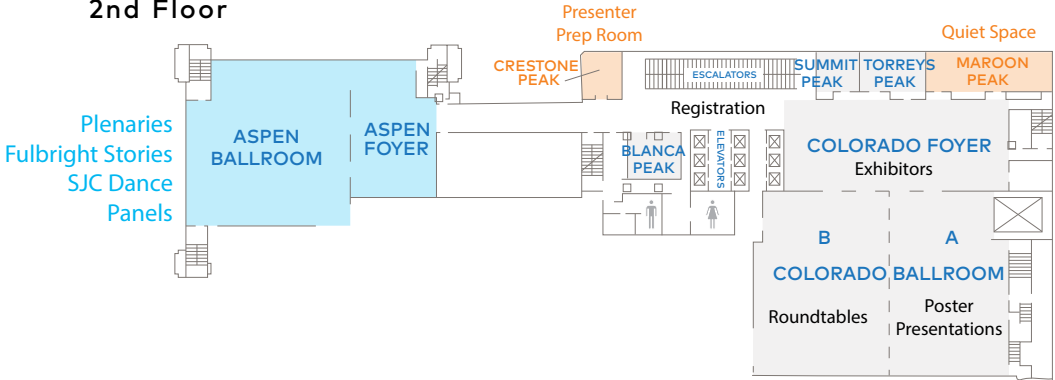 2nd Floor
Presenter
Prep Room
Quiet Space
CRESTONE
PEAK
ESCALATORS
SUMMIT
PEAK
TORREYS
PEAK
MAROON
PEAK
Registration
Plenaries
Fulbright Stories
SJC Dance
Panels
ASPEN
BALLROOM
ASPEN
FOYER
BLANCA
PEAK
ELEVATORS
COLORADO FOYER
Exhibitors
B
A
COLORADO BALLROOM
Roundtables
Poster
Presentations